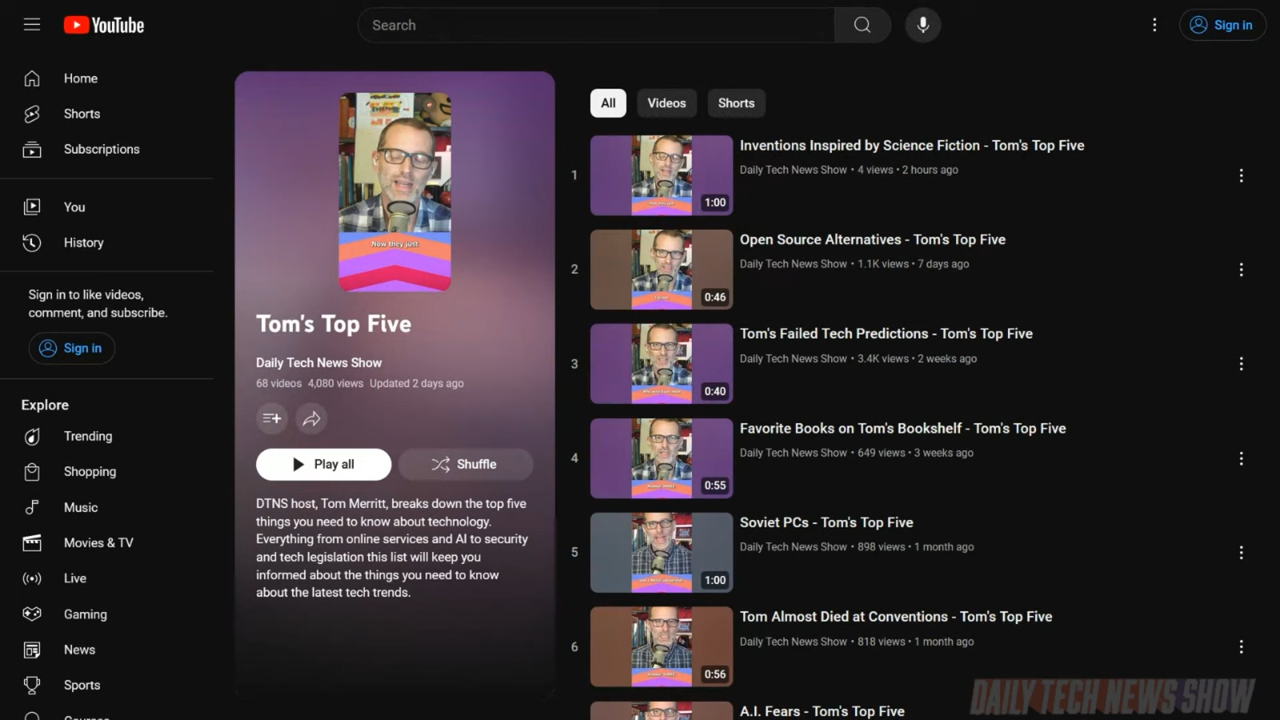 YouTube
Search
Sign in
Home
Shorts
Subscriptions
You
History
Sign in to like videos,
comment, and subscribe.
Sign in
Explore
Trending
Shopping
Music
Movies & TV
Live
Gaming
News
Sports
Now they just
Tom's Top Five
Daily Tech News Show
68 videos 4,080 views Updated 2 days ago
Play all
Shuffle
DTNS host, Tom Merritt, breaks down the top five
things you need to know about technology.
Everything from online services and AI to security
and tech legislation this list will keep you
informed about the things you need to know
about the latest tech trends.
All Videos Shorts
1
1:00
Inventions Inspired by Science Fiction - Tom's Top Five
Daily Tech News Show • 4 views • 2 hours ago
2
0:46
Open Source Alternatives - Tom's Top Five
Daily Tech News Show • 1.1K views • 7 days ago
3
0:40
Tom's Failed Tech Predictions - Tom's Top Five
Daily Tech News Show • 3.4K views • 2 weeks ago
4
0:55
Favorite Books on Tom's Bookshelf - Tom's Top Five
Daily Tech News Show • 649 views • 3 weeks ago
5
1:00
Soviet PCs - Tom's Top Five
Daily Tech News Show • 898 views • 1 month ago
6
0:56
Tom Almost Died at Conventions - Tom's Top Five
Daily Tech News Show • 818 views • 1 month ago
A.I. Fears - Tom's Top Five
DAILY TECH NEWS SHOW